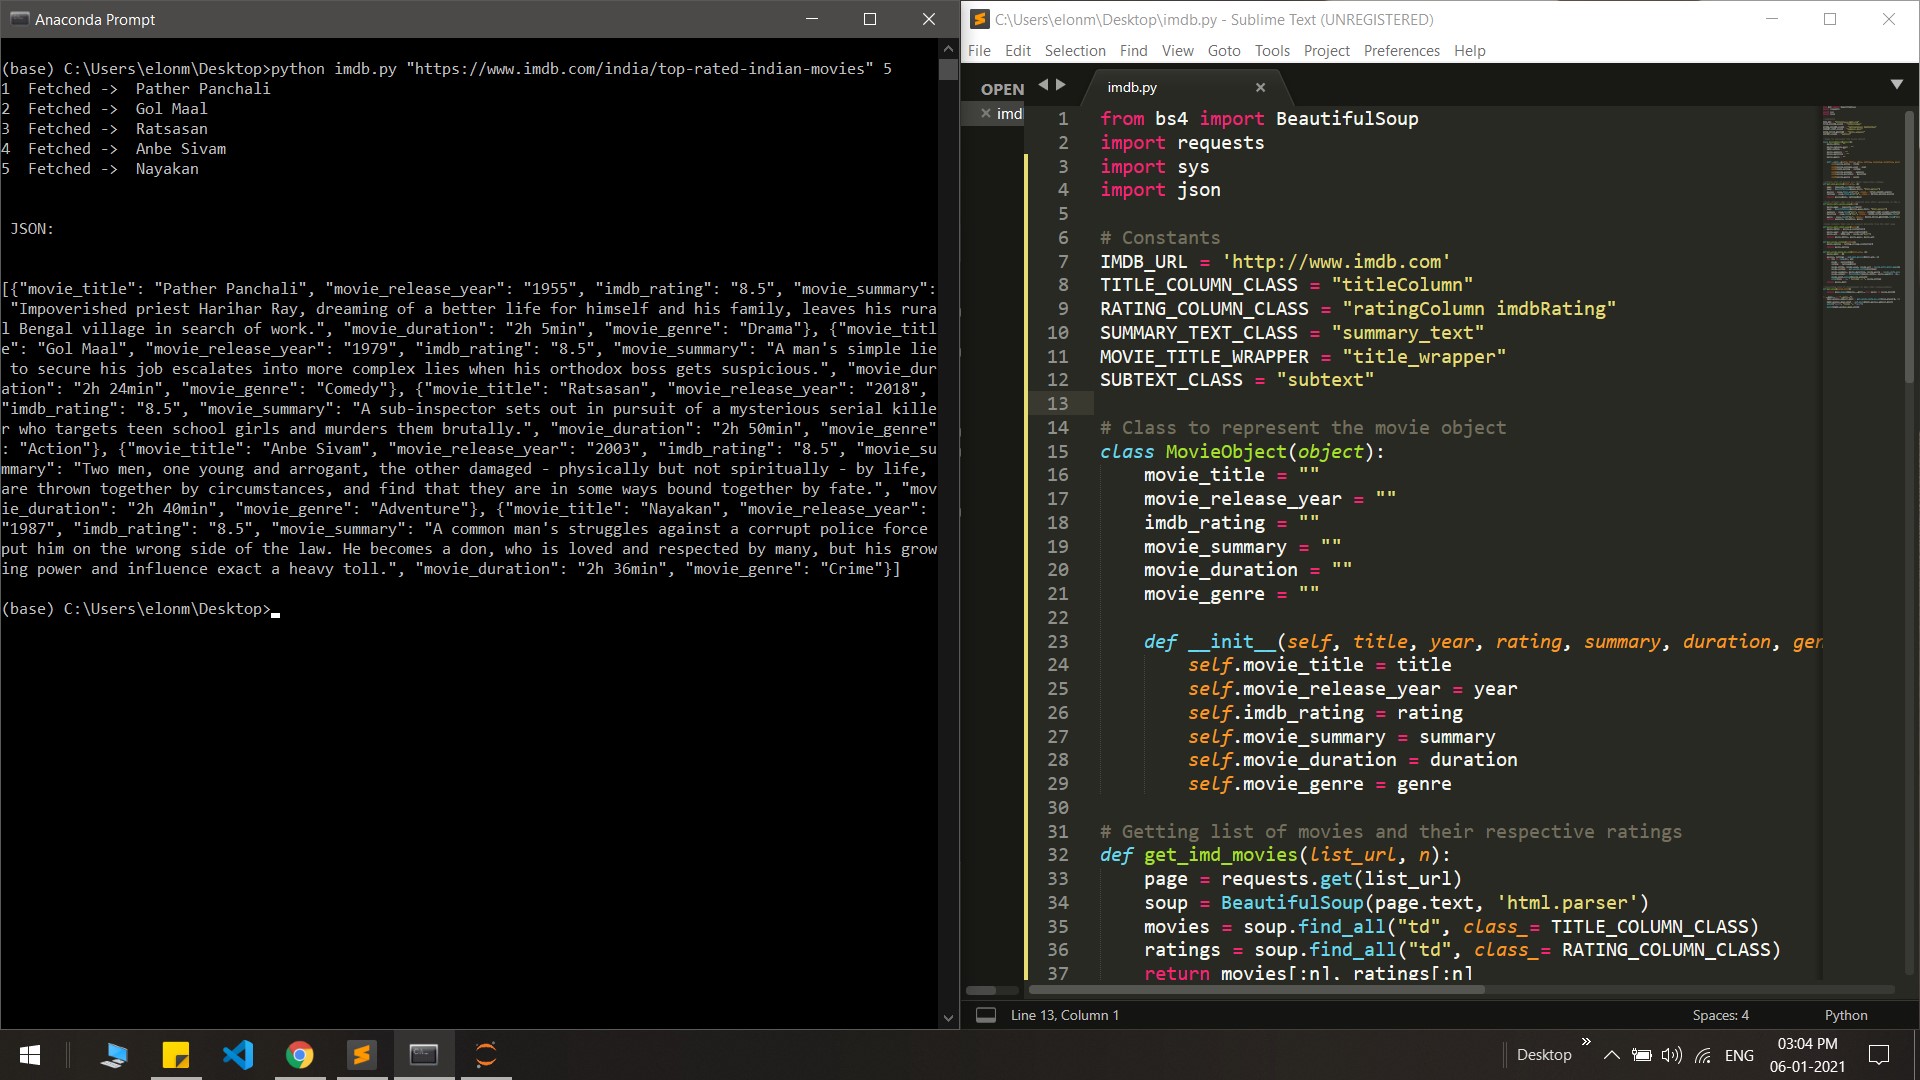 Anaconda Prompt
(base) C:\Users\elonm\Desktop>python imdb.py "https://www.imdb.com/india/top-rated-indian-movies" 5
1  Fetched ->  Pather Panchali
2  Fetched ->  Gol Maal
3  Fetched ->  Ratsasan
4  Fetched ->  Anbe Sivam
5  Fetched ->  Nayakan
JSON:
[{"movie_title": "Pather Panchali", "movie_release_year": "1955", "imdb_rating": "8.5", "movie_summary":
"Impoverished priest Harihar Ray, dreaming of a better life for himself and his family, leaves his rura
l Bengal village in search of work.", "movie_duration": "2h 5min", "movie_genre": "Drama"}, {"movie_titl
e": "Gol Maal", "movie_release_year": "1979", "imdb_rating": "8.5", "movie_summary": "A man's simple lie
to secure his job escalates into more complex lies when his orthodox boss gets suspicious.", "movie_dur
ation": "2h 24min", "movie_genre": "Comedy"}, {"movie_title": "Ratsasan", "movie_release_year": "2018",
"imdb_rating": "8.5", "movie_summary": "A sub-inspector sets out in pursuit of a mysterious serial kille
r who targets teen school girls and murders them brutally.", "movie_duration": "2h 50min", "movie_genre"
: "Action"}, {"movie_title": "Anbe Sivam", "movie_release_year": "2003", "imdb_rating": "8.5", "movie_su
mmary": "Two men, one young and arrogant, the other damaged - physically but not spiritually - by life,
are thrown together by circumstances, and find that they are in some ways bound together by fate.", "mov
ie_duration": "2h 40min", "movie_genre": "Adventure"}, {"movie_title": "Nayakan", "movie_release_year":
"1987", "imdb_rating": "8.5", "movie_summary": "A common man's struggles against a corrupt police force
put him on the wrong side of the law. He becomes a don, who is loved and respected by many, but his grow
ing power and influence exact a heavy toll.", "movie_duration": "2h 36min", "movie_genre": "Crime"}]
(base) C:\Users\elonm\Desktop>
C:\Users\elonm\Desktop\imdb.py - Sublime Text (UNREGISTERED)
File Edit Selection Find View Goto Tools Project Preferences Help
OPEN
imd
imdb.py
1 from bs4 import BeautifulSoup
2 import requests
3 import sys
4 import json
5
6 # Constants
7 IMDB_URL = 'http://www.imdb.com'
8 TITLE_COLUMN_CLASS = "titleColumn"
9 RATING_COLUMN_CLASS = "ratingColumn imdbRating"
10 SUMMARY_TEXT_CLASS = "summary_text"
11 MOVIE_TITLE_WRAPPER = "title_wrapper"
12 SUBTEXT_CLASS = "subtext"
13
14 # Class to represent the movie object
15 class MovieObject(object):
16     movie_title = ""
17     movie_release_year = ""
18     imdb_rating = ""
19     movie_summary = ""
20     movie_duration = ""
21     movie_genre = ""
22
23     def __init__(self, title, year, rating, summary, duration, gen
24         self.movie_title = title
25         self.movie_release_year = year
26         self.imdb_rating = rating
27         self.movie_summary = summary
28         self.movie_duration = duration
29         self.movie_genre = genre
30
31 # Getting list of movies and their respective ratings
32 def get_imd_movies(list_url, n):
33     page = requests.get(list_url)
34     soup = BeautifulSoup(page.text, 'html.parser')
35     movies = soup.find_all("td", class_= TITLE_COLUMN_CLASS)
36     ratings = soup.find_all("td", class_= RATING_COLUMN_CLASS)
37     return movies[:n], ratings[:n]
Line 13, Column 1
Spaces: 4
Python
Desktop
ENG
03:04 PM
06-01-2021